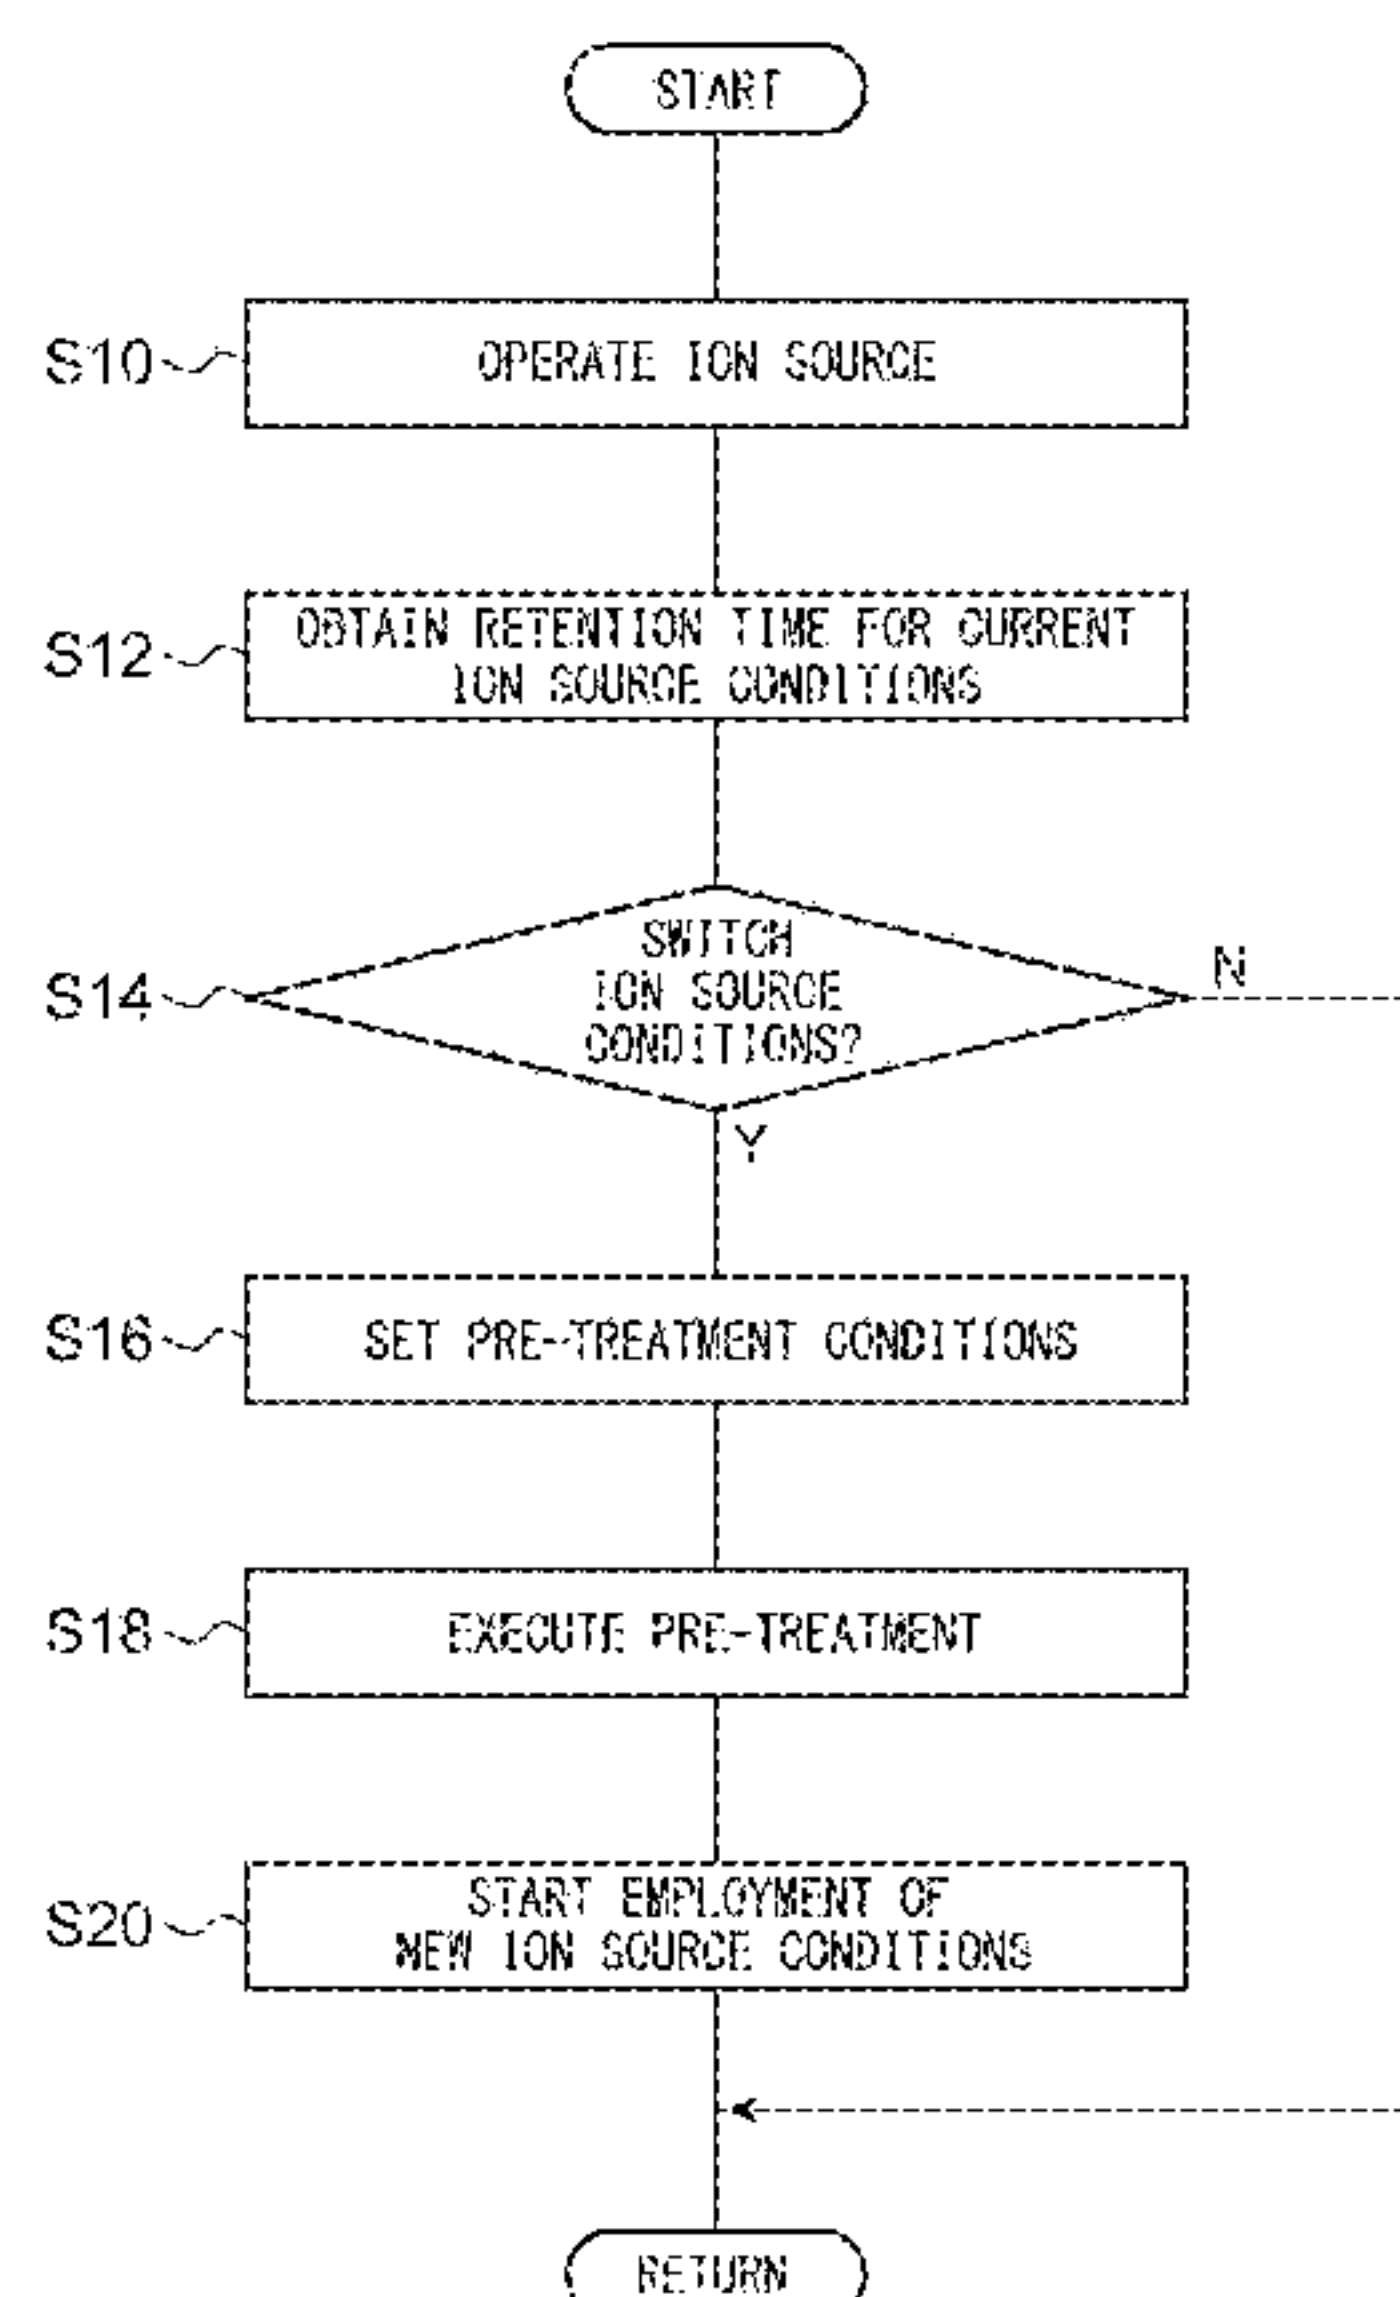 START
S10
OPERATE ION SOURCE
S12
OBTAIN RETENTION TIME FOR CURRENT
ION SOURCE CONDITIONS
S14
SWITCH
ION SOURCE
CONDITIONS?
N
Y
S16
SET PRE-TREATMENT CONDITIONS
S18
EXECUTE PRE-TREATMENT
S20
START EMPLOYMENT OF
NEW ION SOURCE CONDITIONS
RETURN